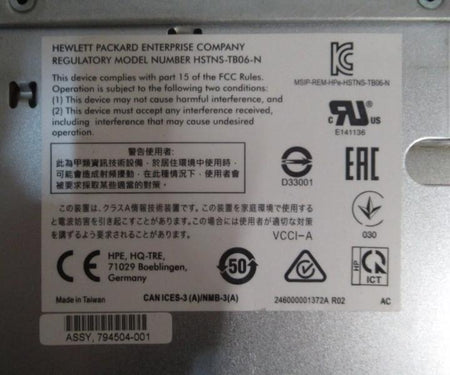 HEWLETT PACKARD ENTERPRISE COMPANY
REGULATORY MODEL NUMBER HSTNS-TB06-N
This device complies with part 15 of the FCC Rules.
Operation is subject to the following two conditions:
(1) This device may not cause harmful interference, and
(2) This device must accept any interference received,
including interference that may cause undesired
operation.
MSIP-REM-HPe-HSTNS-TB06-N
C RU US
E141136
警告使用者:
此為甲類資訊技術設備，於居住環境中使用時，
可能會造成射頻擾動，在此種情況下，使用者會
被要求採取某些適當的對策。
D33001
EAC
この装置は、クラスA情報技術装置です。この装置を家庭環境で使用する
と電波妨害を引き起こすことがあります。この場合には使用者が適切な対策
を講ずるよう要求されることがあります。
VCCI-A
030
CE
HPE, HQ-TRE,
71029 Boeblingen,
Germany
50
HP
ICT
Made in Taiwan
CAN ICES-3 (A)/NMB-3(A)
246000001372A R02
AC
ASSY, 794504-001